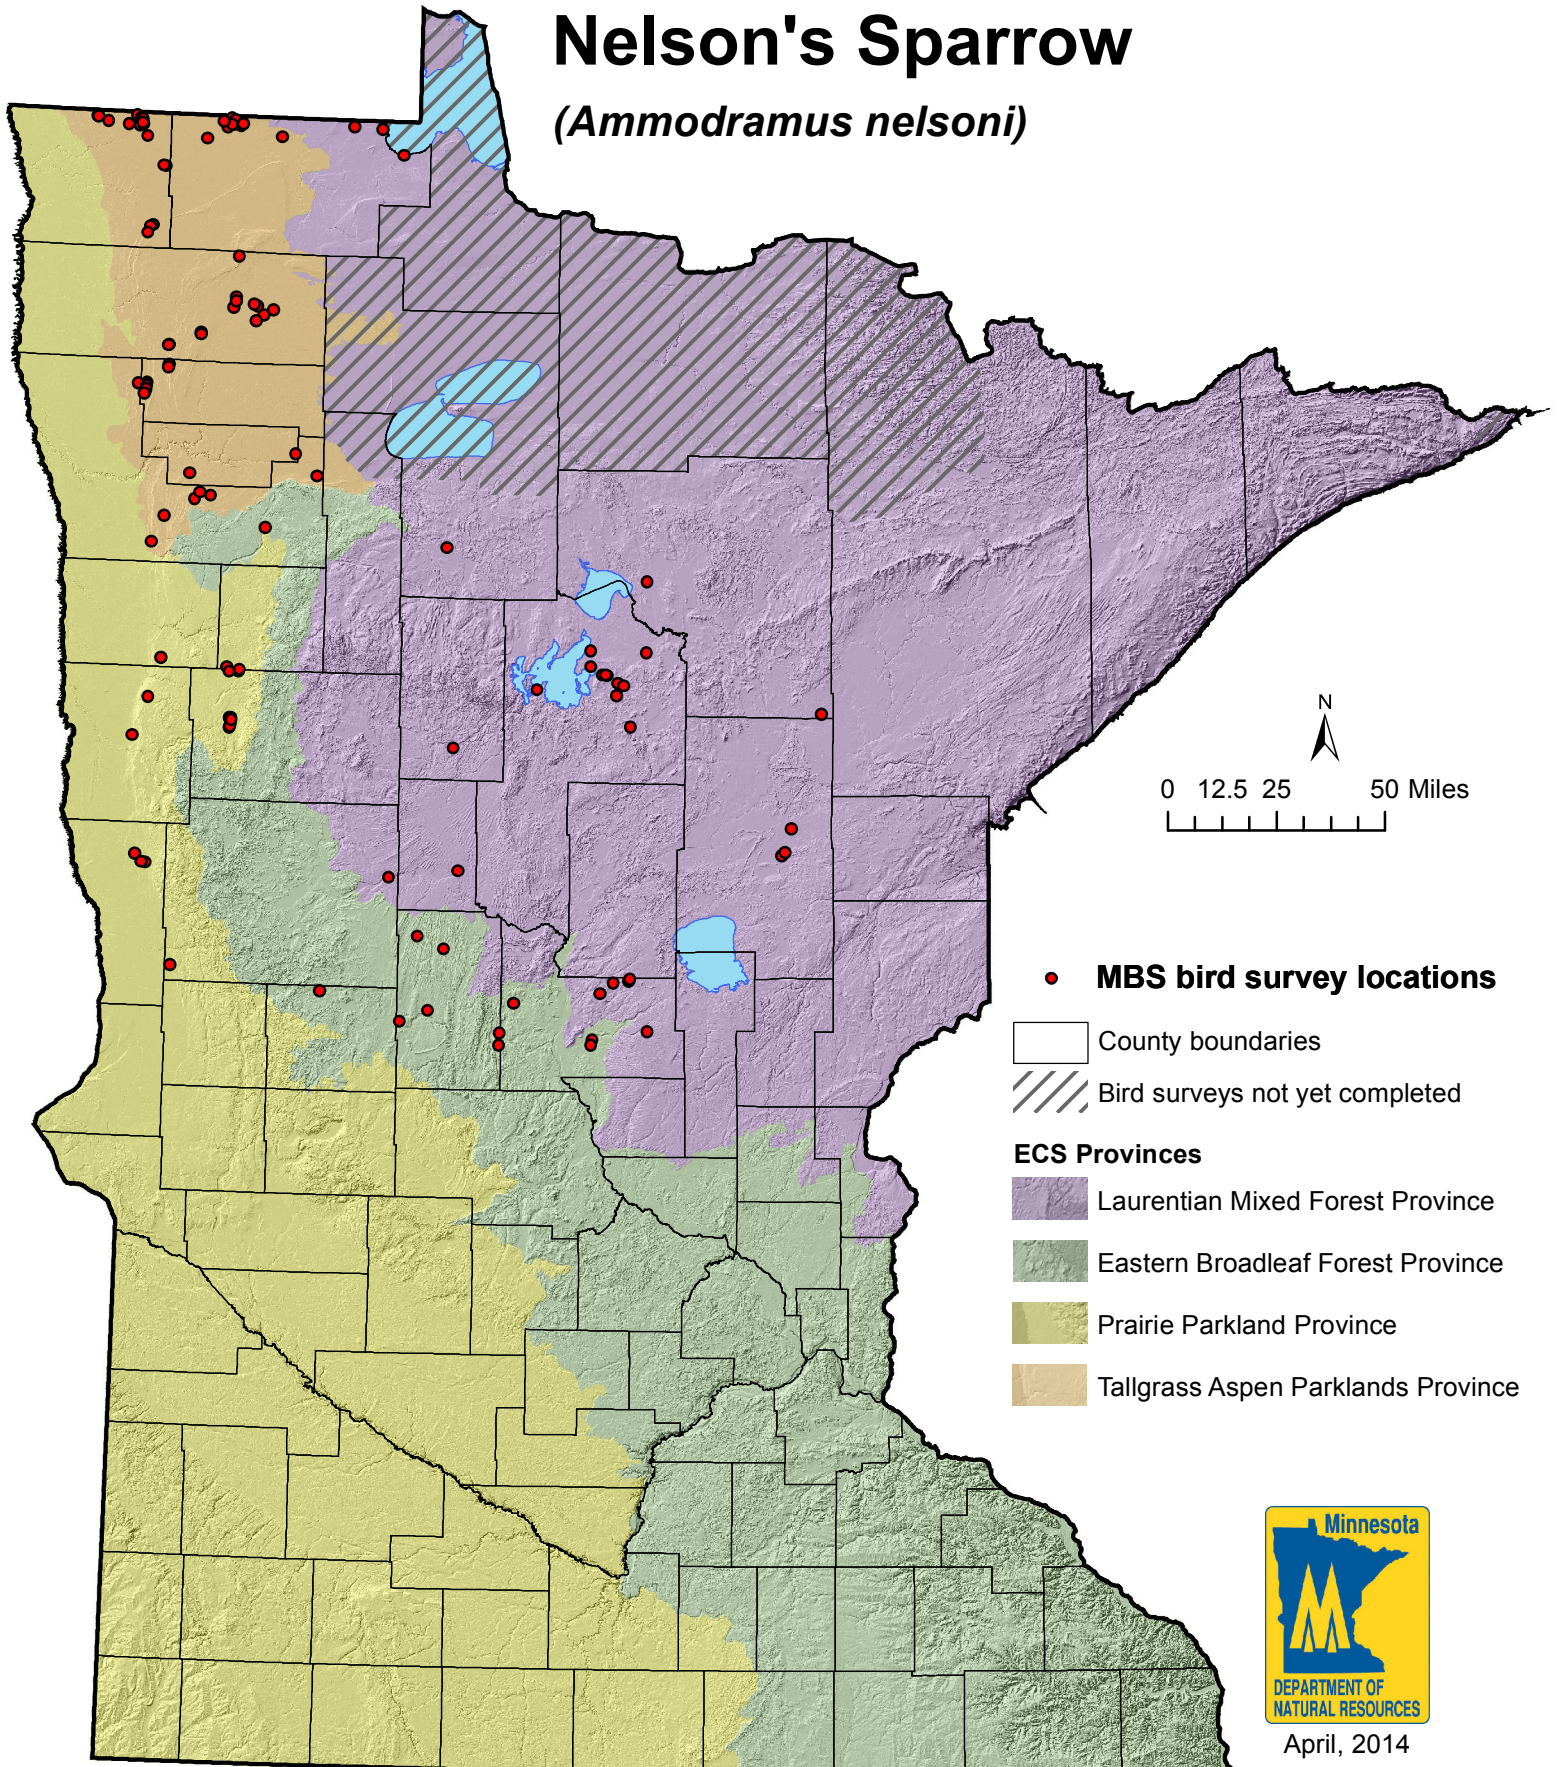 Nelson's Sparrow
(Ammodramus nelsoni)
N
0 12.5 25 50 Miles
MBS bird survey locations
County boundaries
Bird surveys not yet completed
ECS Provinces
Laurentian Mixed Forest Province
Eastern Broadleaf Forest Province
Prairie Parkland Province
Tallgrass Aspen Parklands Province
Minnesota
DEPARTMENT OF
NATURAL RESOURCES
April, 2014